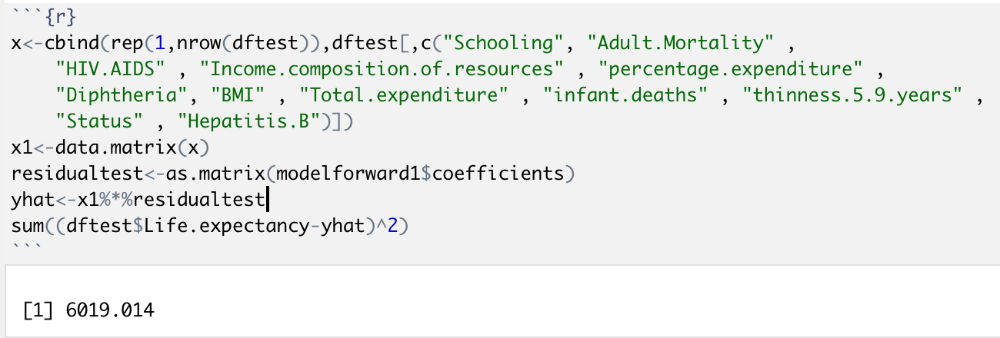 ```{r}
x<-cbind(rep(1,nrow(dftest)),dftest[,c("Schooling", "Adult.Mortality" ,
"HIV.AIDS" , "Income.composition.of.resources" , "percentage.expenditure" ,
"Diphtheria", "BMI" , "Total.expenditure" , "infant.deaths" , "thinness.5.9.years" ,
"Status" , "Hepatitis.B")])
x1<-data.matrix(x)
residualtest<-as.matrix(modelforward1$coefficients)
yhat<-x1%*%residualtest
sum((dftest$Life.expectancy-yhat)^2)
```
[1] 6019.014